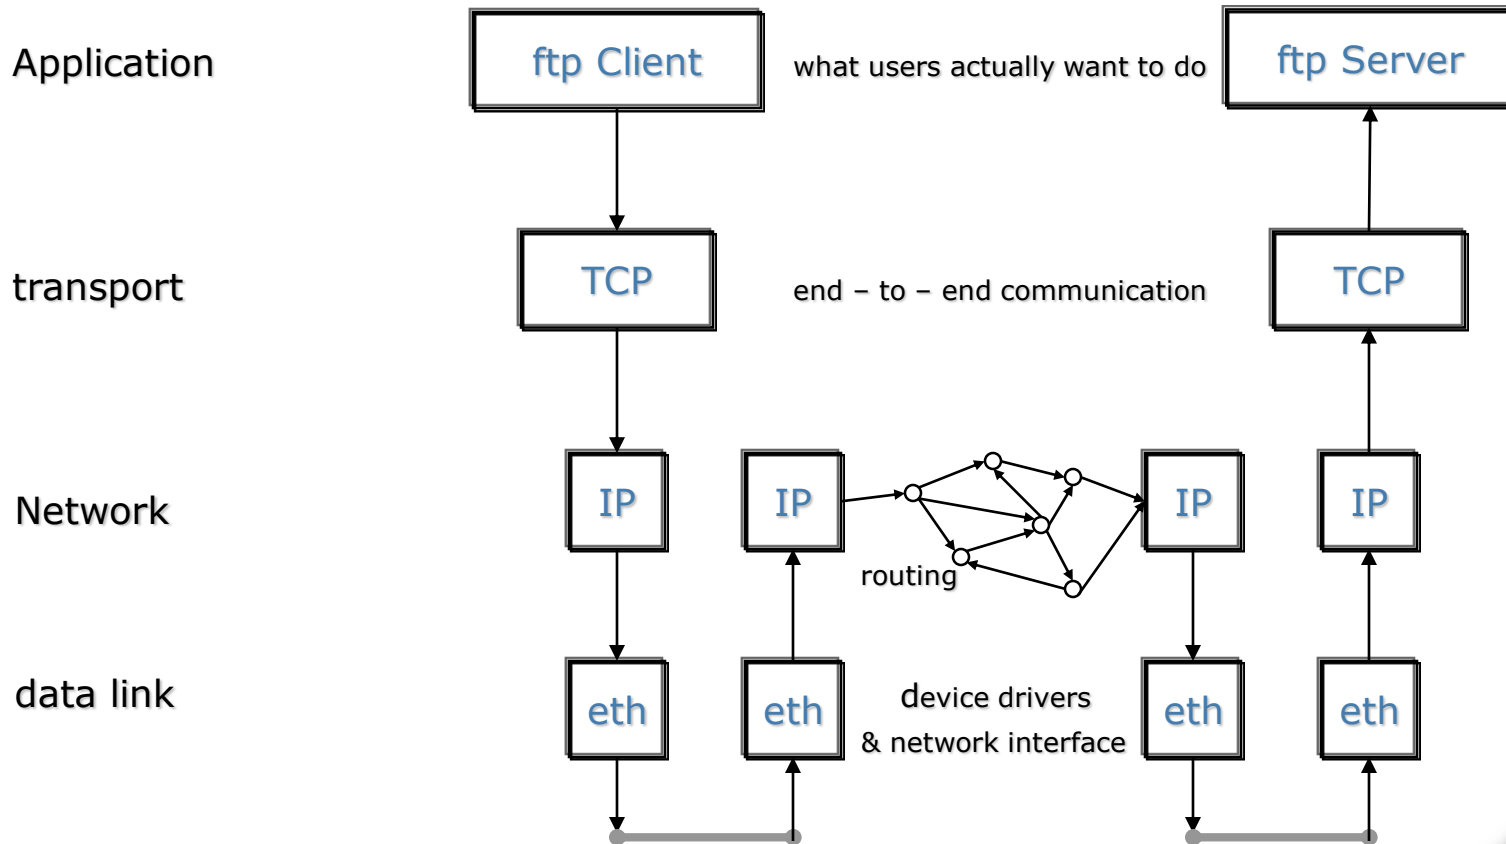 Application
ftp Client
what users actually want to do
ftp Server
transport
TCP
end – to – end communication
TCP
Network
IP
IP
routing
IP
IP
data link
eth
eth
device drivers
& network interface
eth
eth